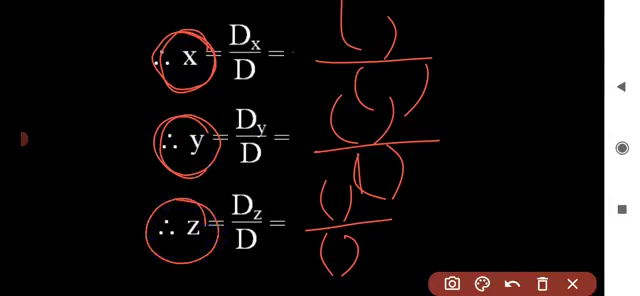 ∴ x = Dx/D =
∴ y = Dy/D =
∴ z = Dz/D =